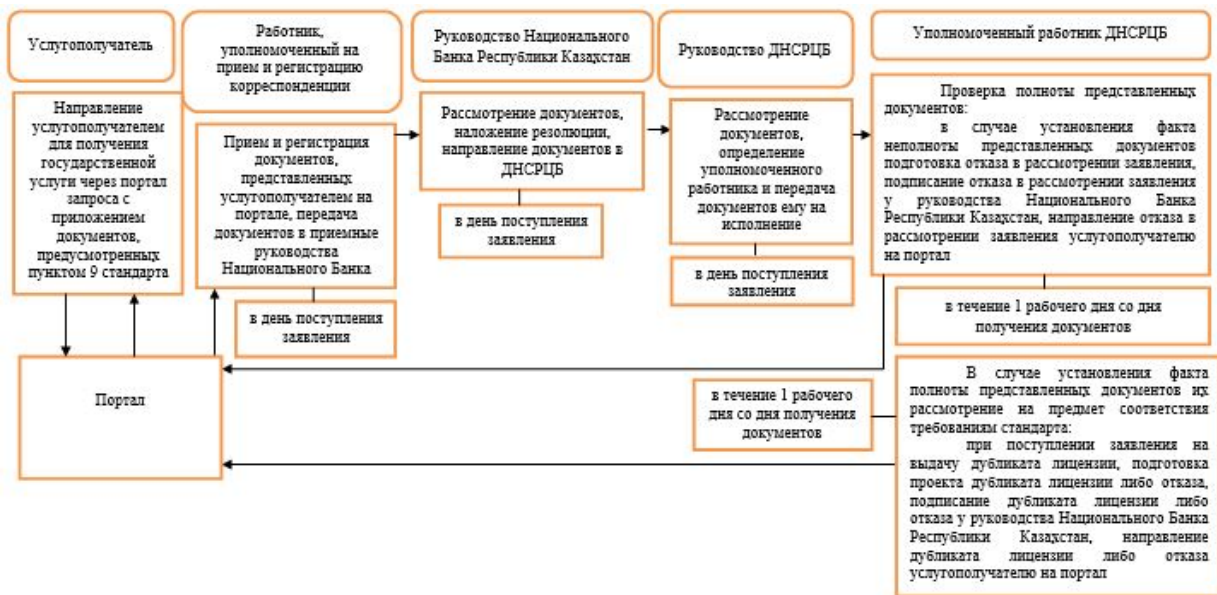 Услугополучатель
Работник,
уполномоченный на
прием и регистрацию
корреспонденции
Руководство Национального
Банка Республики Казахстан
Руководство ДНСРЦБ
Уполномоченный работник ДНСРЦБ
Направление
услугополучателем
для получения
государственной
услуги через портал
запроса с
приложением
документов,
предусмотренных
пунктом 9 стандарта
Прием и регистрация
документов,
представленных
услугополучателем на
портале, передача
документов в приемные
руководства
Национального Банка
в день поступления
заявления
Рассмотрение документов,
наложение резолюции,
направление документов в
ДНСРЦБ
в день поступления
заявления
Рассмотрение
документов,
определение
уполномоченного
работника и передача
документов ему на
исполнение
в день поступления
заявления
Проверка полноты представленных
документов:
в случае установления факта
неполноты представленных документов
подготовка отказа в рассмотрении заявления,
подписание отказа в рассмотрении заявления
у руководства Национального Банка
Республики Казахстан, направление отказа в
рассмотрении заявления услугополучателю
на портал
в течение 1 рабочего дня со дня
получения документов
Портал
в течение 1 рабочего
дня со дня получения
документов
В случае установления факта
полноты представленных документов их
рассмотрение на предмет соответствия
требованиям стандарта:
при поступлении заявления на
выдачу дубликата лицензии, подготовка
проекта дубликата лицензии либо отказа,
подписание дубликата лицензии либо
отказа у руководства Национального Банка
Республики Казахстан, направление
дубликата лицензии либо отказа
услугополучателю на портал